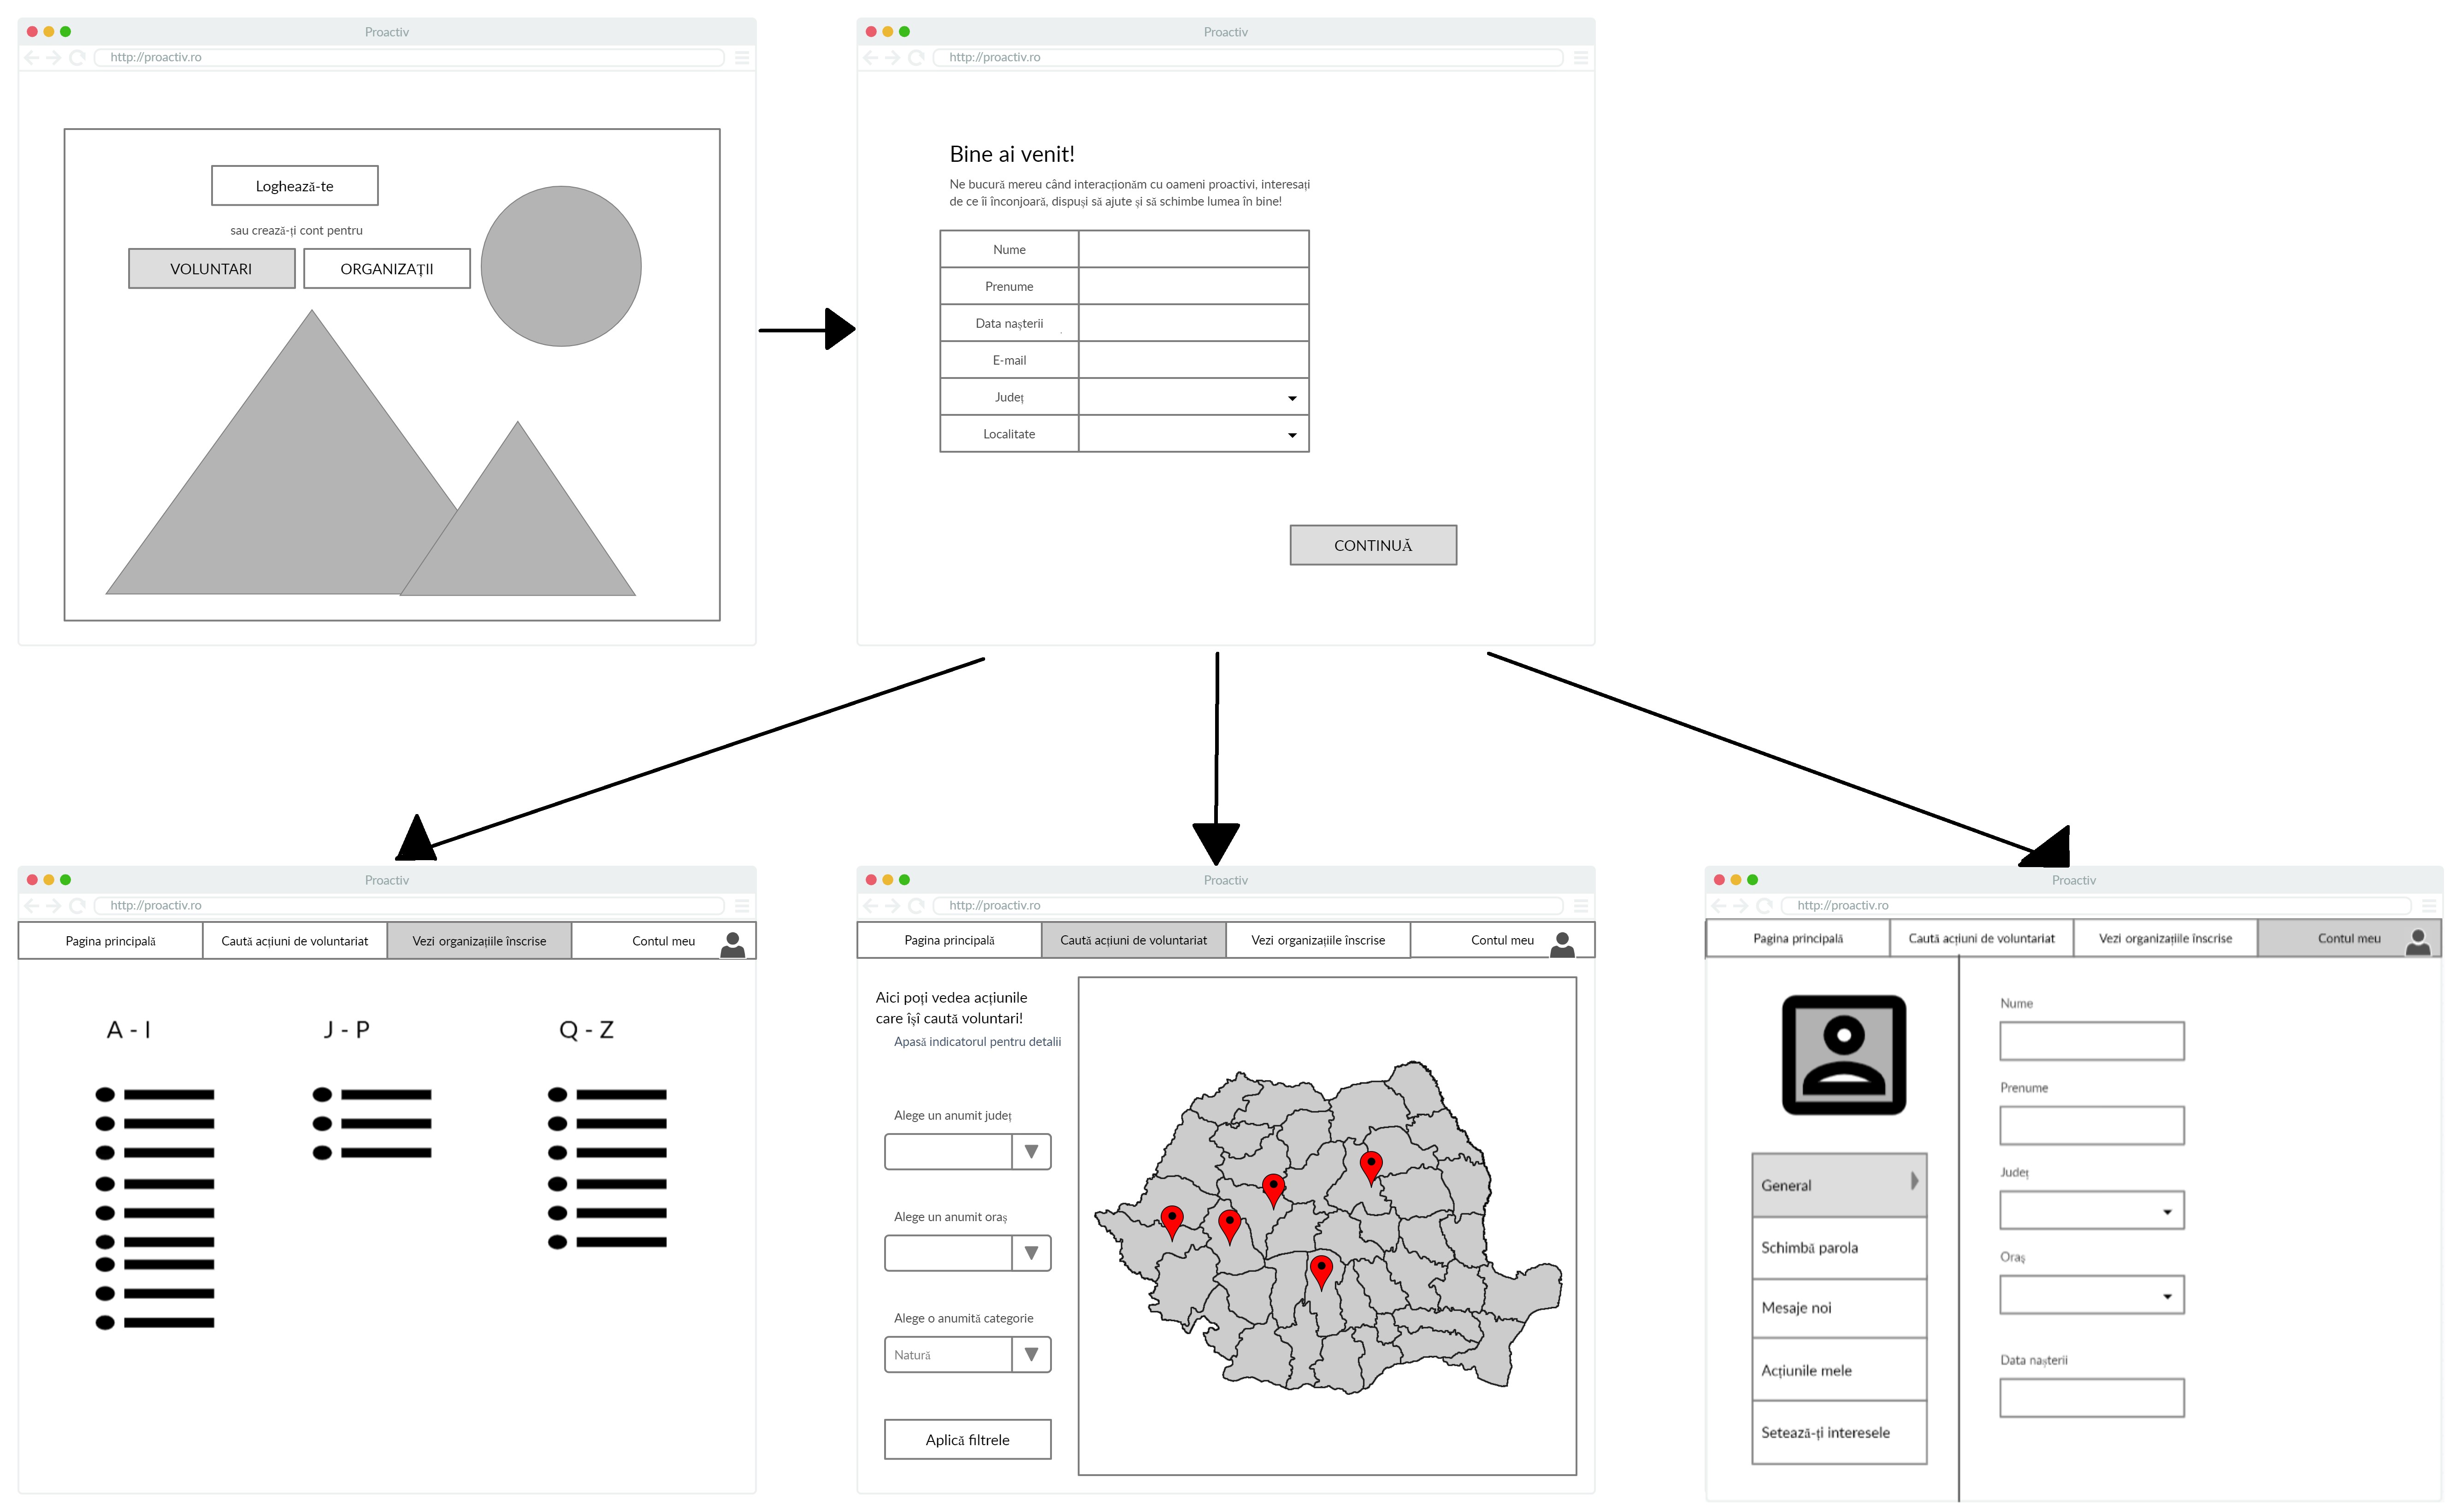 Proactiv
http://proactiv.ro
Loghează-te
sau crează-ți cont pentru
VOLUNTARI
ORGANIZAȚII
Proactiv
http://proactiv.ro
Bine ai venit!
Ne bucură mereu când interacționăm cu oameni proactivi, interesați
de ce îi înconjoară, dispuși să ajute și să schimbe lumea în bine!
Nume
Prenume
Data nașterii
E-mail
Județ
Localitate
CONTINUĂ
Proactiv
http://proactiv.ro
Pagina principală
Caută acțiuni de voluntariat
Vezi organizațiile înscrise
Contul meu
A - I
J - P
Q - Z
Proactiv
http://proactiv.ro
Pagina principală
Caută acțiuni de voluntariat
Vezi organizațiile înscrise
Contul meu
Aici poți vedea acțiunile
care îșî caută voluntari!
Apasă indicatorul pentru detalii
Alege un anumit județ
Alege un anumit oraș
Alege o anumită categorie
Natură
Aplică filtrele
Proactiv
http://proactiv.ro
Pagina principală
Caută acțiuni de voluntariat
Vezi organizațiile înscrise
Contul meu
General
Schimbă parola
Mesaje noi
Acțiunile mele
Setează-ți interesele
Nume
Prenume
Județ
Oraș
Data nașterii